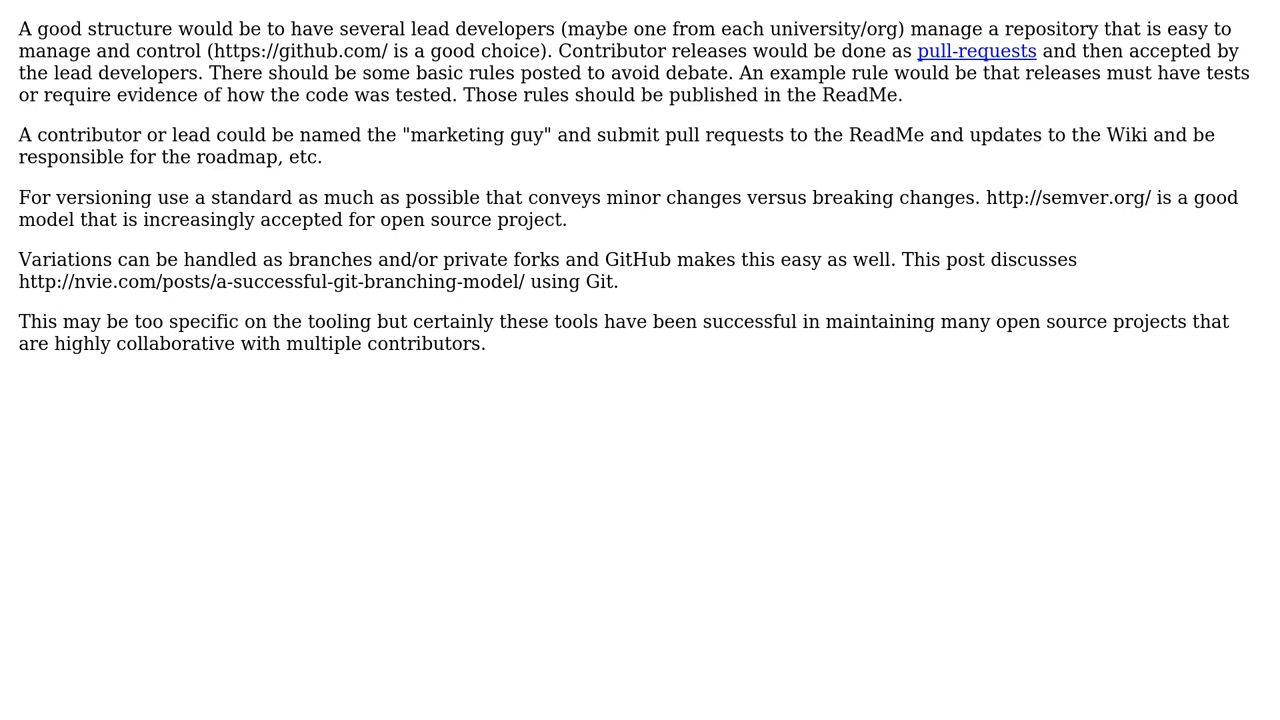 A good structure would be to have several lead developers (maybe one from each university/org) manage a repository that is easy to
manage and control (https://github.com/ is a good choice). Contributor releases would be done as pull-requests and then accepted by
the lead developers. There should be some basic rules posted to avoid debate. An example rule would be that releases must have tests
or require evidence of how the code was tested. Those rules should be published in the ReadMe.
A contributor or lead could be named the "marketing guy" and submit pull requests to the ReadMe and updates to the Wiki and be
responsible for the roadmap, etc.
For versioning use a standard as much as possible that conveys minor changes versus breaking changes. http://semver.org/ is a good
model that is increasingly accepted for open source project.
Variations can be handled as branches and/or private forks and GitHub makes this easy as well. This post discusses
http://nvie.com/posts/a-successful-git-branching-model/ using Git.
This may be too specific on the tooling but certainly these tools have been successful in maintaining many open source projects that
are highly collaborative with multiple contributors.